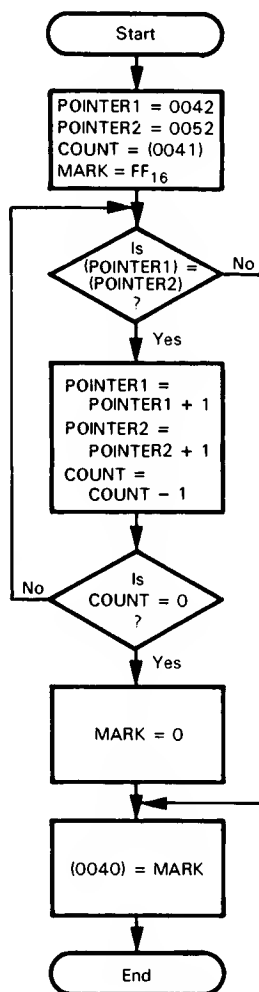 Start
POINTER1 = 0042
POINTER2 = 0052
COUNT = (0041)
MARK = FF16
Is
(POINTER1) =
(POINTER2)
?
No
Yes
POINTER1 =
POINTER1 + 1
POINTER2 =
POINTER2 + 1
COUNT =
COUNT − 1
Is
COUNT = 0
?
No
Yes
MARK = 0
(0040) = MARK
End